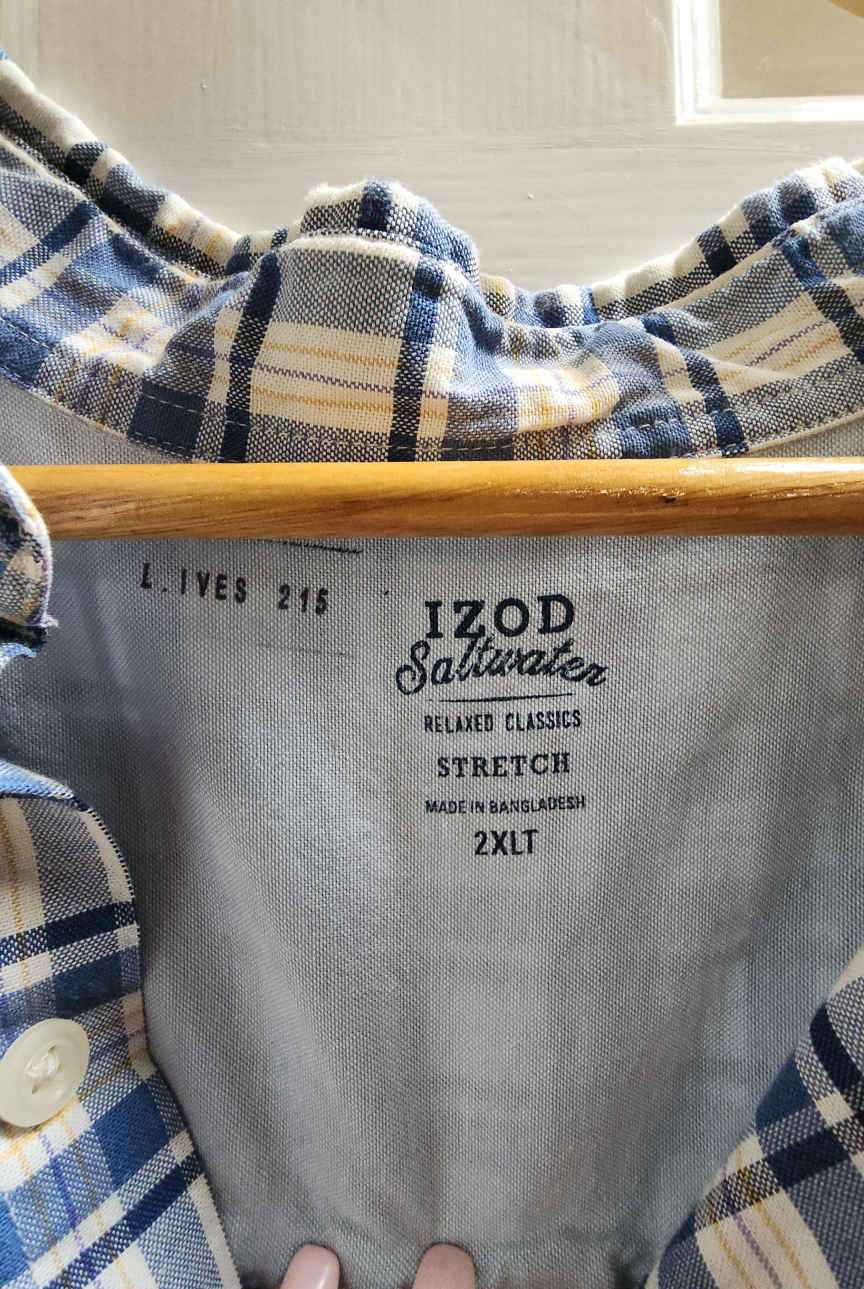 L. IVES 215
IZOD
Saltwater
RELAXED CLASSICS
STRETCH
MADE IN BANGLADESH
2XLT